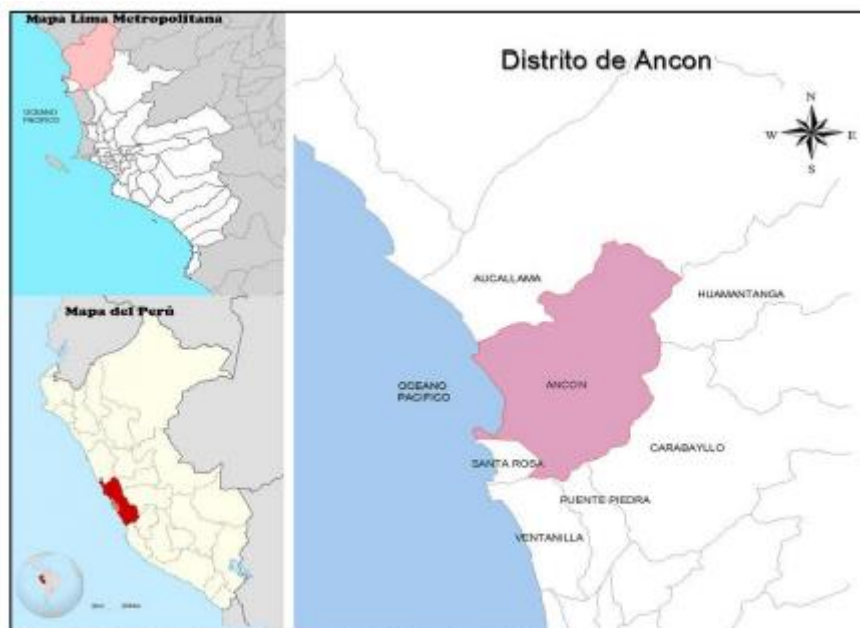 Mapa Lima Metropolitana
OCEANO
PACIFICO
Mapa del Perú
Distrito de Ancon
N
W
E
S
AUCALLAMA
HUAMANTANGA
OCEANO
PACIFICO
ANCON
CARABAYLLO
SANTA ROSA
PUENTE PIEDRA
VENTANILLA